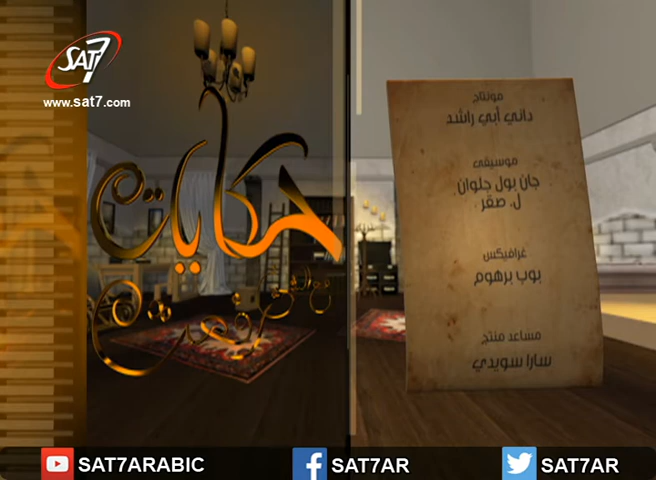 SAT7
www.sat7.com
حكايات
مونتاج
داني أبي راشد
موسيقى
جان بول جلوان
ل. صقر
غرافيكس
بوب برهوم
مساعد منتج
سارا سويدي
SAT7ARABIC
SAT7AR
SAT7AR